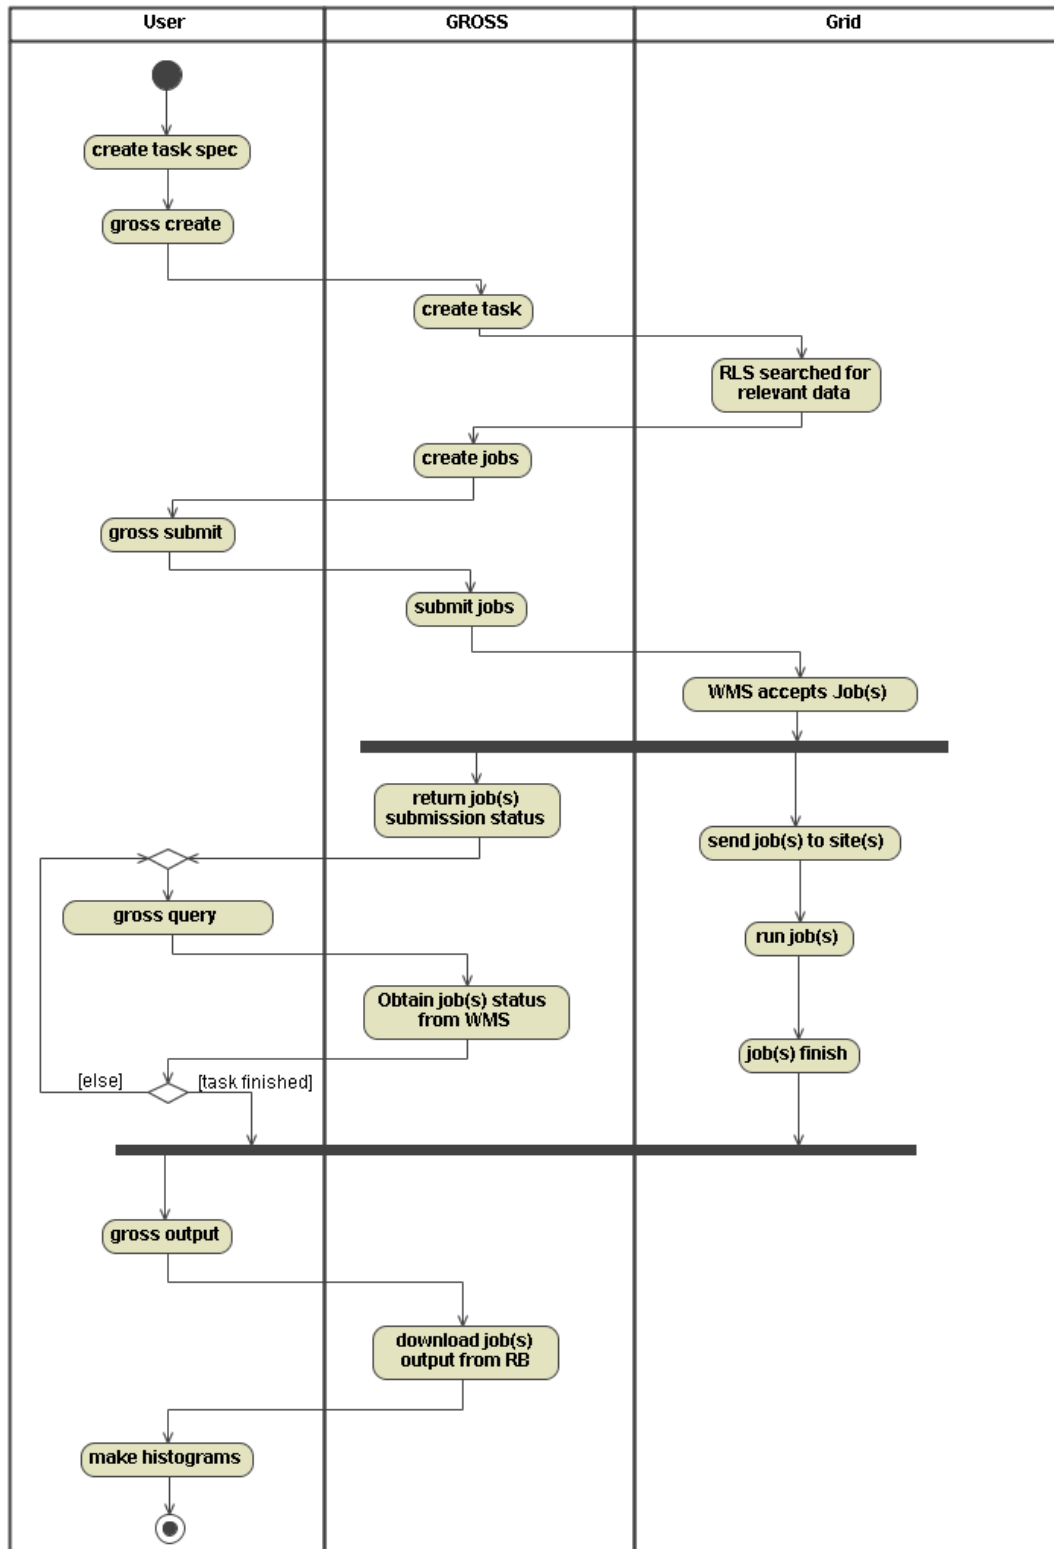 User
GROSS
Grid
create task spec
gross create
create task
RLS searched for
relevant data
create jobs
gross submit
submit jobs
WMS accepts Job(s)
return job(s)
submission status
send job(s) to site(s)
gross query
run job(s)
Obtain job(s) status
from WMS
job(s) finish
[else]
[task finished]
gross output
download job(s)
output from RB
make histograms